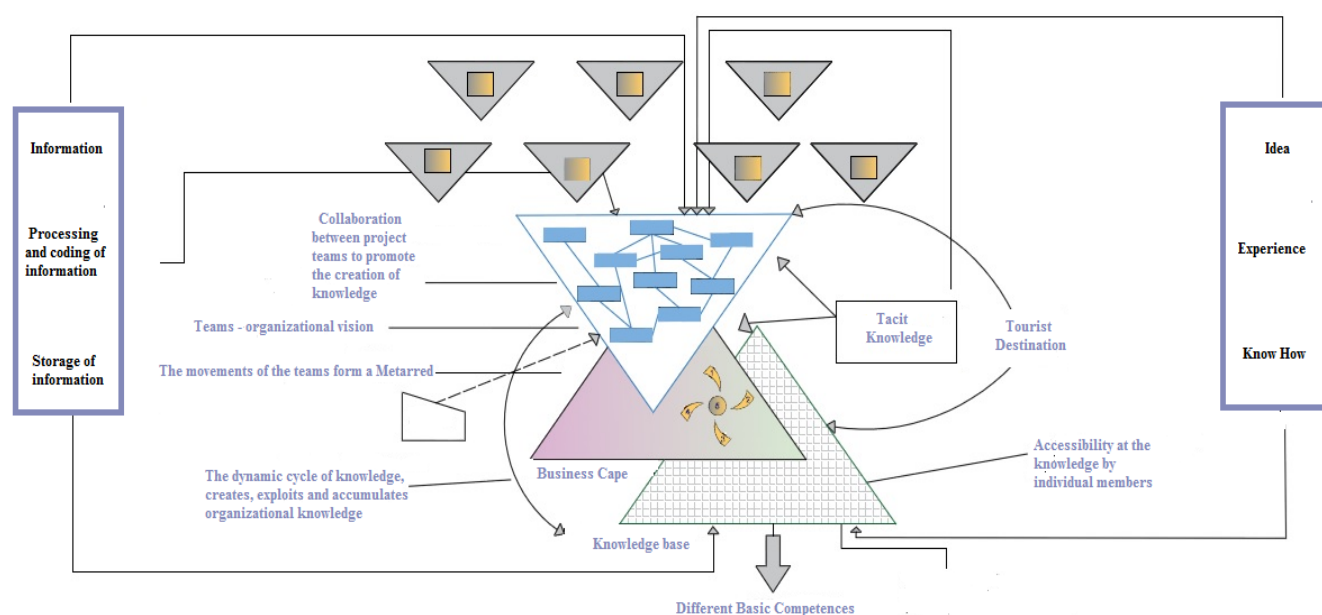 Information
Processing
and coding of
information
Storage of
information
Collaboration
between project
teams to promote
the creation of
knowledge
Teams - organizational vision
The movements of the teams form a Metarred
The dynamic cycle of knowledge,
creates, exploits and accumulates
organizational knowledge
Business Cape
Knowledge base
Different Basic Competences
Tacit
Knowledge
Tourist
Destination
Accessibility at the
knowledge by
individual members
Idea
Experience
Know How
2
3
4